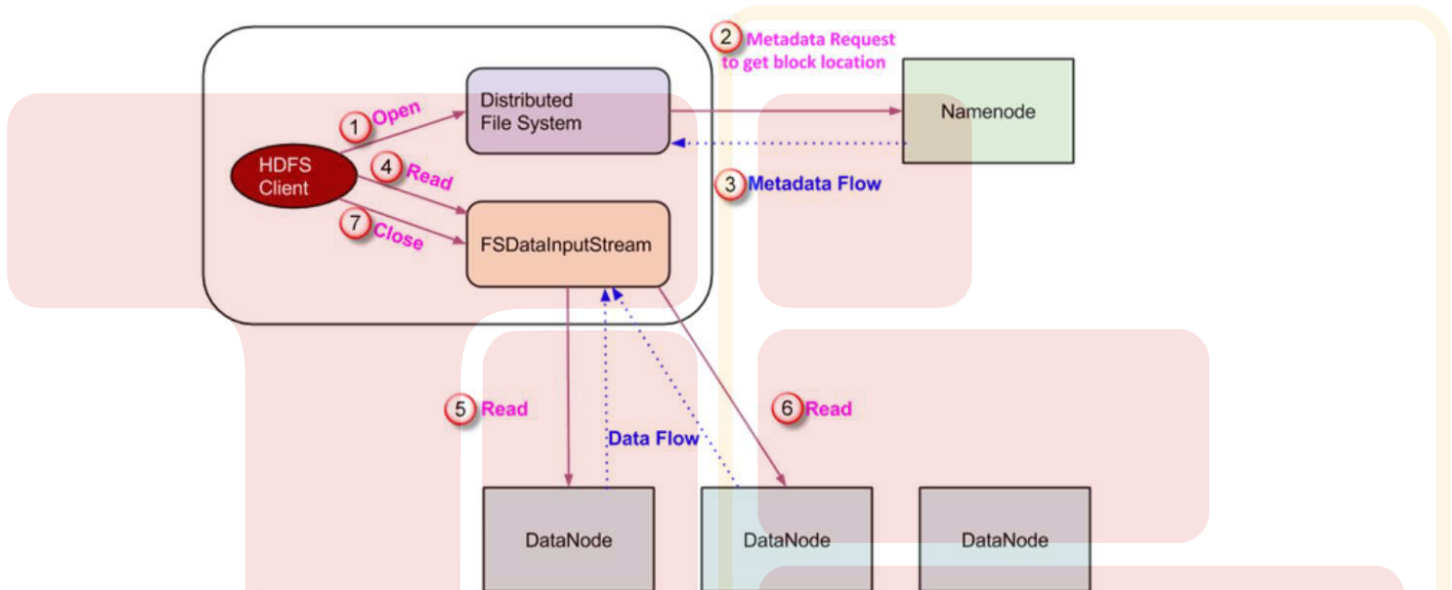 2 Metadata Request
to get block location
Distributed
File System
Namenode
1 Open
HDFS
Client
4 Read
3 Metadata Flow
7 Close
FSDataInputStream
5 Read
6 Read
Data Flow
DataNode
DataNode
DataNode